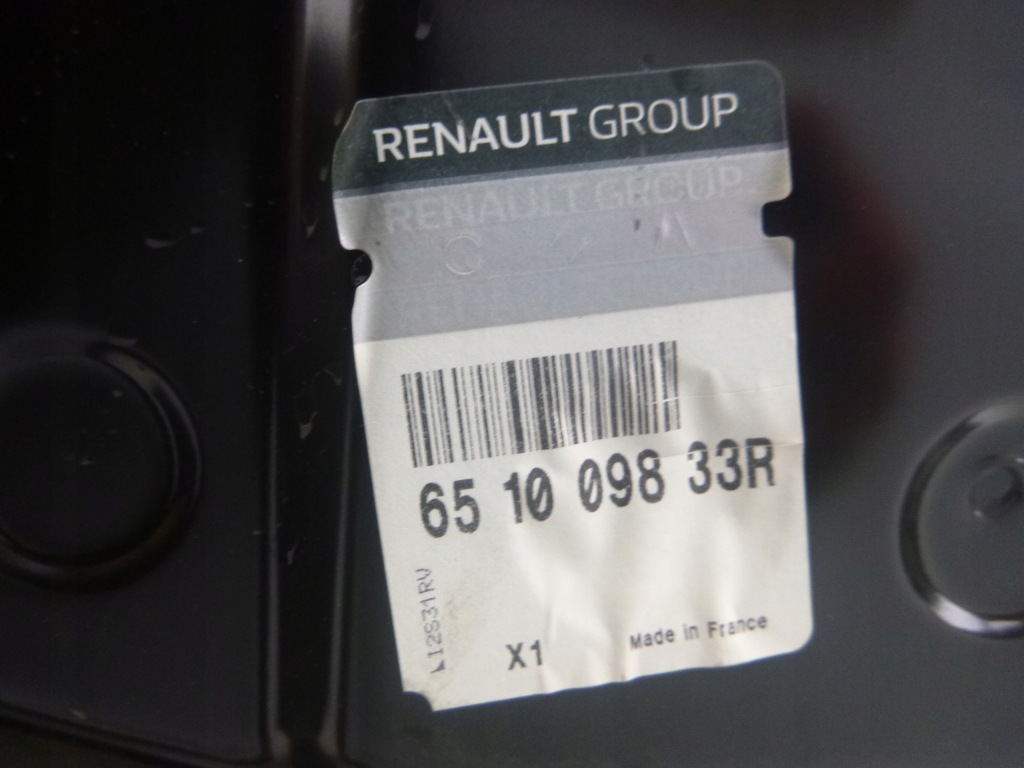 RENAULT GROUP
RENAULT GROUP
65 10 098 33R
X1
Made in France